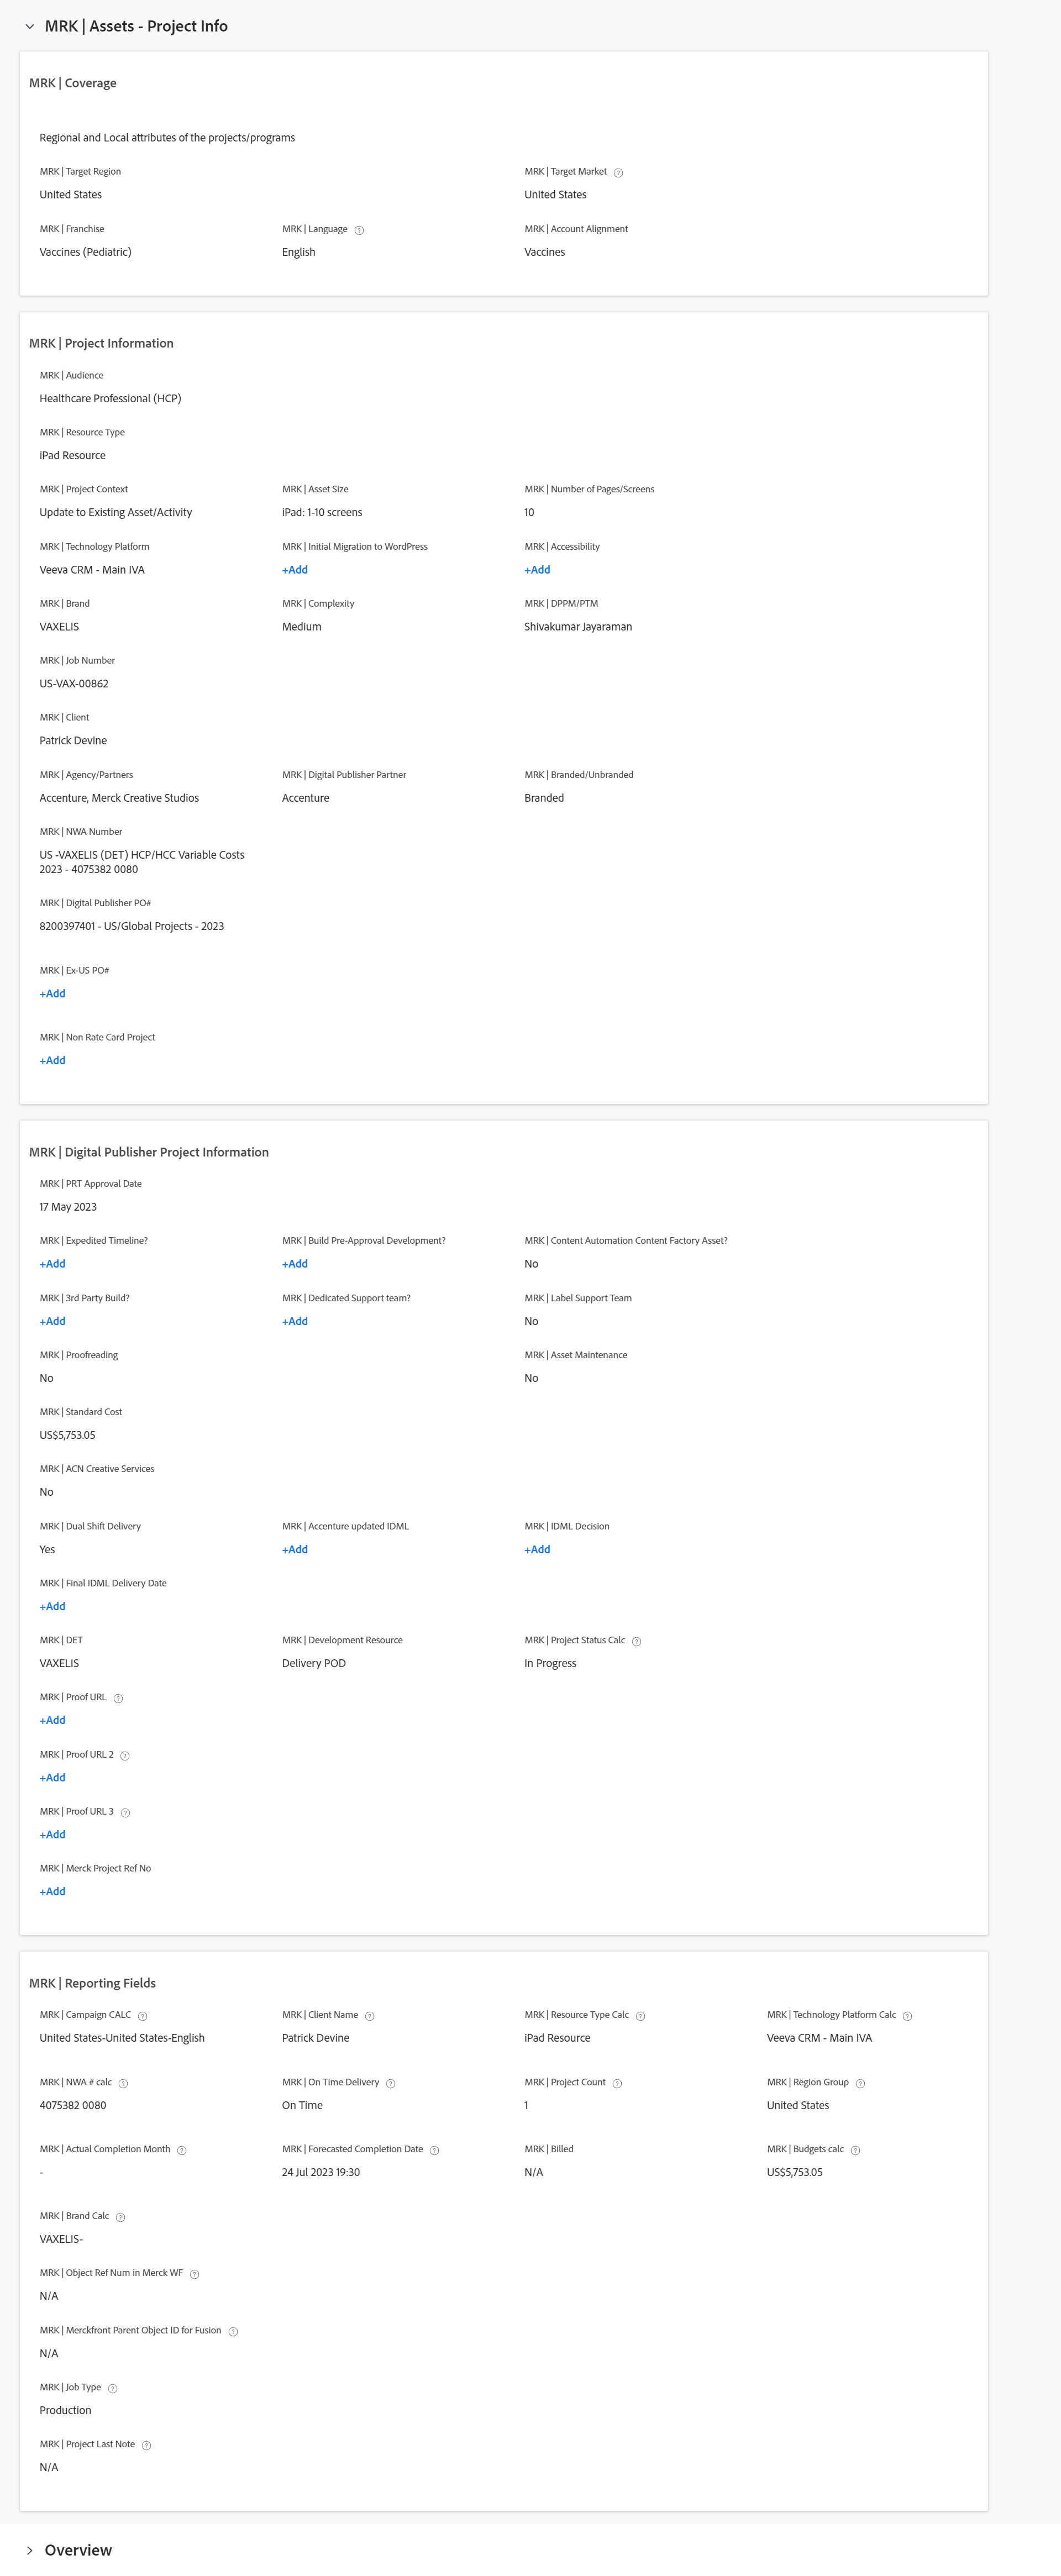 MRK | Assets - Project Info
MRK | Coverage
Regional and Local attributes of the projects/programs
MRK | Target Region
MRK | Target Market
United States
United States
MRK | Franchise
MRK | Language
MRK | Account Alignment
Vaccines (Pediatric)
English
Vaccines
MRK | Project Information
MRK | Audience
Healthcare Professional (HCP)
MRK | Resource Type
iPad Resource
MRK | Project Context
MRK | Asset Size
MRK | Number of Pages/Screens
Update to Existing Asset/Activity
iPad: 1-10 screens
10
MRK | Technology Platform
MRK | Initial Migration to WordPress
MRK | Accessibility
Veeva CRM - Main IVA
+Add
+Add
MRK | Brand
MRK | Complexity
MRK | DPPM/PTM
VAXELIS
Medium
Shivakumar Jayaraman
MRK | Job Number
US-VAX-00862
MRK | Client
Patrick Devine
MRK | Agency/Partners
MRK | Digital Publisher Partner
MRK | Branded/Unbranded
Accenture, Merck Creative Studios
Accenture
Branded
MRK | NWA Number
US -VAXELIS (DET) HCP/HCC Variable Costs
2023 - 4075382 0080
MRK | Digital Publisher PO#
8200397401 - US/Global Projects - 2023
MRK | Ex-US PO#
+Add
MRK | Non Rate Card Project
+Add
MRK | Digital Publisher Project Information
MRK | PRT Approval Date
17 May 2023
MRK | Expedited Timeline?
MRK | Build Pre-Approval Development?
MRK | Content Automation Content Factory Asset?
+Add
+Add
No
MRK | 3rd Party Build?
MRK | Dedicated Support team?
MRK | Label Support Team
+Add
+Add
No
MRK | Proofreading
MRK | Asset Maintenance
No
No
MRK | Standard Cost
US$5,753.05
MRK | ACN Creative Services
No
MRK | Dual Shift Delivery
MRK | Accenture updated IDML
MRK | IDML Decision
Yes
+Add
+Add
MRK | Final IDML Delivery Date
+Add
MRK | DET
MRK | Development Resource
MRK | Project Status Calc
VAXELIS
Delivery POD
In Progress
MRK | Proof URL
+Add
MRK | Proof URL 2
+Add
MRK | Proof URL 3
+Add
MRK | Merck Project Ref No
+Add
MRK | Reporting Fields
MRK | Campaign CALC
MRK | Client Name
MRK | Resource Type Calc
MRK | Technology Platform Calc
United States-United States-English
Patrick Devine
iPad Resource
Veeva CRM - Main IVA
MRK | NWA # calc
MRK | On Time Delivery
MRK | Project Count
MRK | Region Group
4075382 0080
On Time
1
United States
MRK | Actual Completion Month
MRK | Forecasted Completion Date
MRK | Billed
MRK | Budgets calc
-
24 Jul 2023 19:30
N/A
US$5,753.05
MRK | Brand Calc
VAXELIS-
MRK | Object Ref Num in Merck WF
N/A
MRK | Merckfront Parent Object ID for Fusion
N/A
MRK | Job Type
Production
MRK | Project Last Note
N/A
Overview